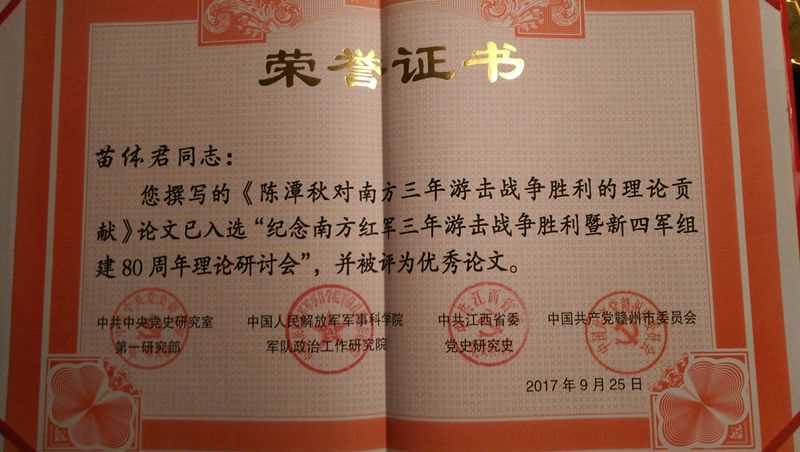 荣誉证书
苗体君同志：
您撰写的《陈潭秋对南方三年游击战争胜利的理论贡
献》论文已入选“纪念南方红军三年游击战争胜利暨新四军组
建80周年理论研讨会”，并被评为优秀论文。
中共中央党史研究室 中国人民解放军军事科学院 中共江西省委 中国共产党赣州市委员会
第一研究部 军队政治工作研究院 党史研究史
2017年9月25日